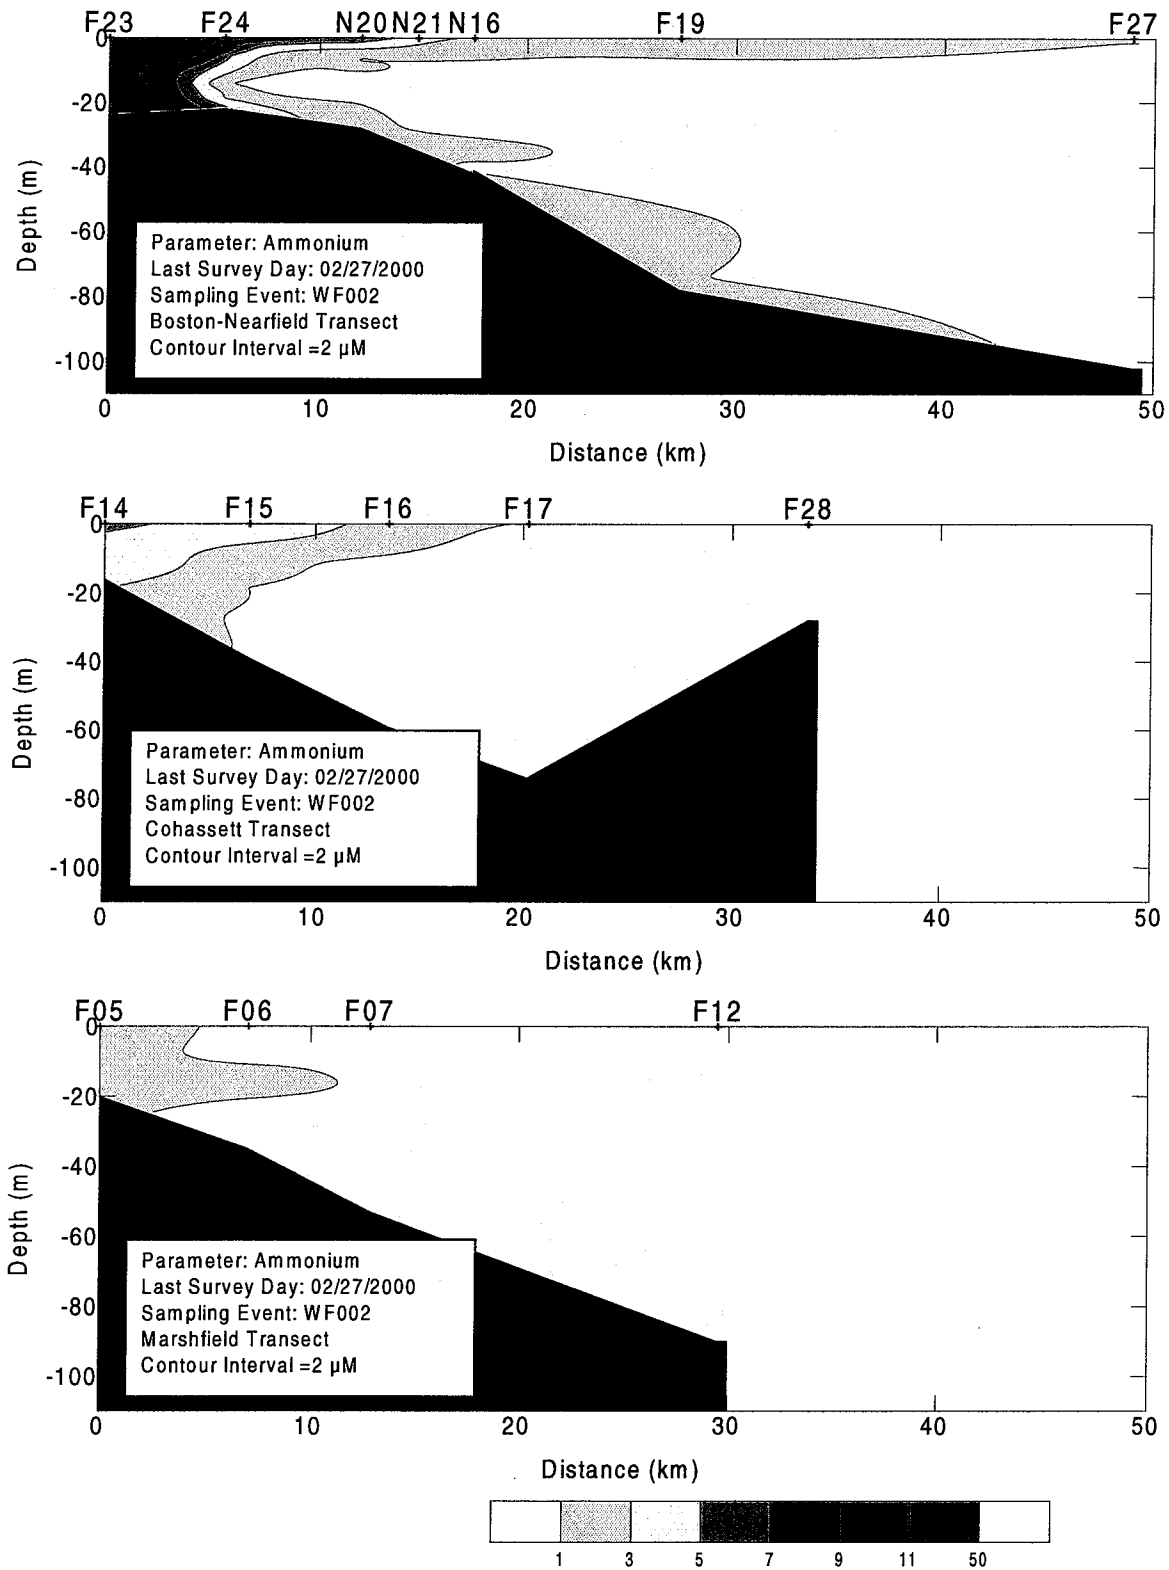 F23 F24 N20 N21 N16 F19 F27
0
-20
-40
-60
-80
-100
Depth (m)
Parameter: Ammonium
Last Survey Day: 02/27/2000
Sampling Event: WF002
Boston-Nearfield Transect
Contour Interval =2 µM
0 10 20 30 40 50
Distance (km)
F14 F15 F16 F17 F28
0
-20
-40
-60
-80
-100
Depth (m)
Parameter: Ammonium
Last Survey Day: 02/27/2000
Sampling Event: WF002
Cohassett Transect
Contour Interval =2 µM
0 10 20 30 40 50
Distance (km)
F05 F06 F07 F12
0
-20
-40
-60
-80
-100
Depth (m)
Parameter: Ammonium
Last Survey Day: 02/27/2000
Sampling Event: WF002
Marshfield Transect
Contour Interval =2 µM
0 10 20 30 40 50
Distance (km)
1 3 5 7 9 11 50